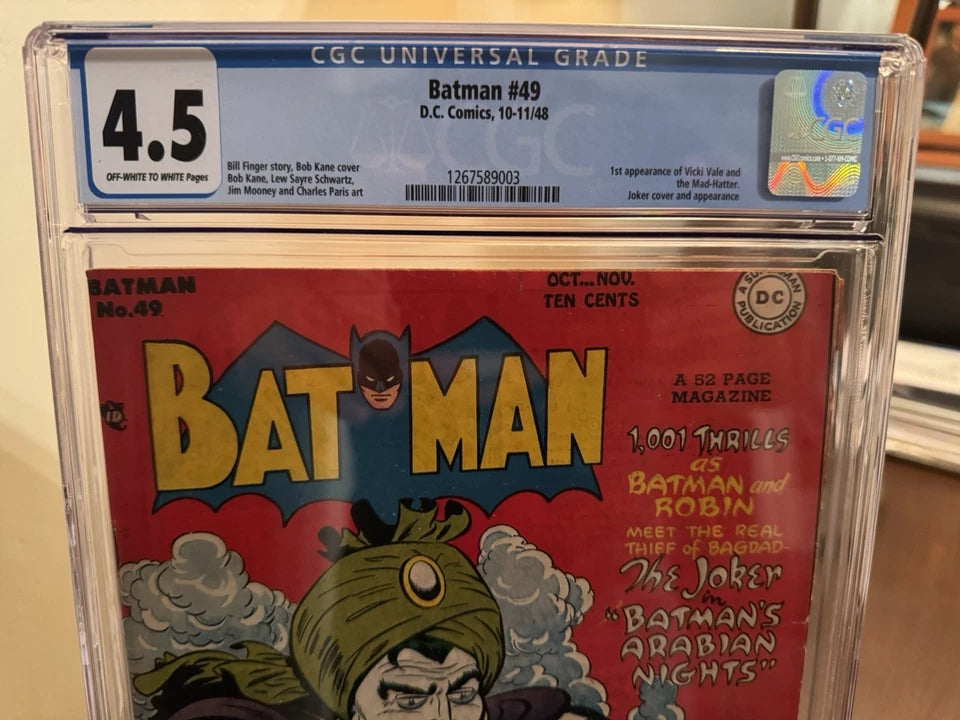 CGC UNIVERSAL GRADE
4.5
OFF-WHITE TO WHITE Pages
Batman #49
D.C. Comics, 10-11/48
Bill Finger story, Bob Kane cover
Bob Kane, Lew Sayre Schwartz,
Jim Mooney and Charles Paris art
1267589003
1st appearance of Vicki Vale and
the Mad-Hatter.
Joker cover and appearance
CGC
CGC
BATMAN
No.49
OCT...NOV.
TEN CENTS
A SUPERMAN
DC
PUBLICATION
BATMAN
A 52 PAGE
MAGAZINE
1,001 THRILLS
as
BATMAN and
ROBIN
MEET THE REAL
THIEF of BAGDAD-
The JOKER
in
"BATMAN'S
ARABIAN
NIGHTS"